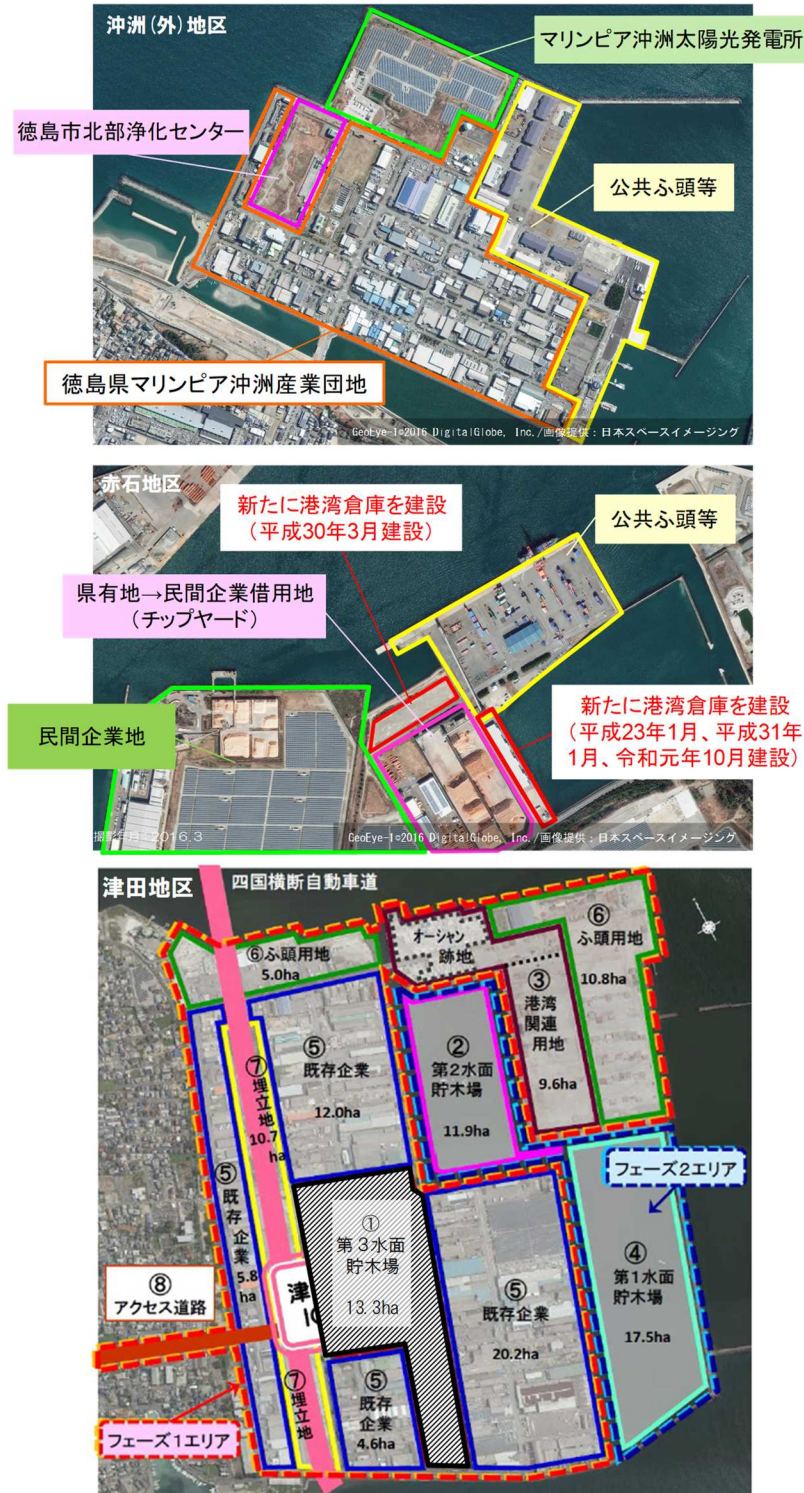 沖洲(外)地区
マリンピア沖洲太陽光発電所
徳島市北部浄化センター
公共ふ頭等
徳島県マリンピア沖洲産業団地
GeoEye-1©2016 DigitalGlobe, Inc./画像提供:日本スペースイメージング
赤石地区
新たに港湾倉庫を建設
(平成30年3月建設)
公共ふ頭等
県有地→民間企業借用地
(チップヤード)
民間企業地
新たに港湾倉庫を建設
(平成23年1月、平成31年
1月、令和元年10月建設)
撮影年月:2016.3
GeoEye-1©2016 DigitalGlobe, Inc./画像提供:日本スペースイメージング
津田地区
四国横断自動車道
⑥ふ頭用地
5.0ha
オーシャン
跡地
⑥
ふ頭用地
10.8ha
③
港湾
関連
用地
9.6ha
②
第2水面
貯木場
11.9ha
⑤
既存企業
12.0ha
⑦
埋立地
10.7
ha
⑤
既存
企業
5.8
ha
①
第3水面
貯木場
13.3ha
フェーズ2エリア
④
第1水面
貯木場
17.5ha
⑤
既存企業
20.2ha
⑧
アクセス道路
津
⑦
埋立地
⑤
既存
企業
4.6ha
フェーズ1エリア